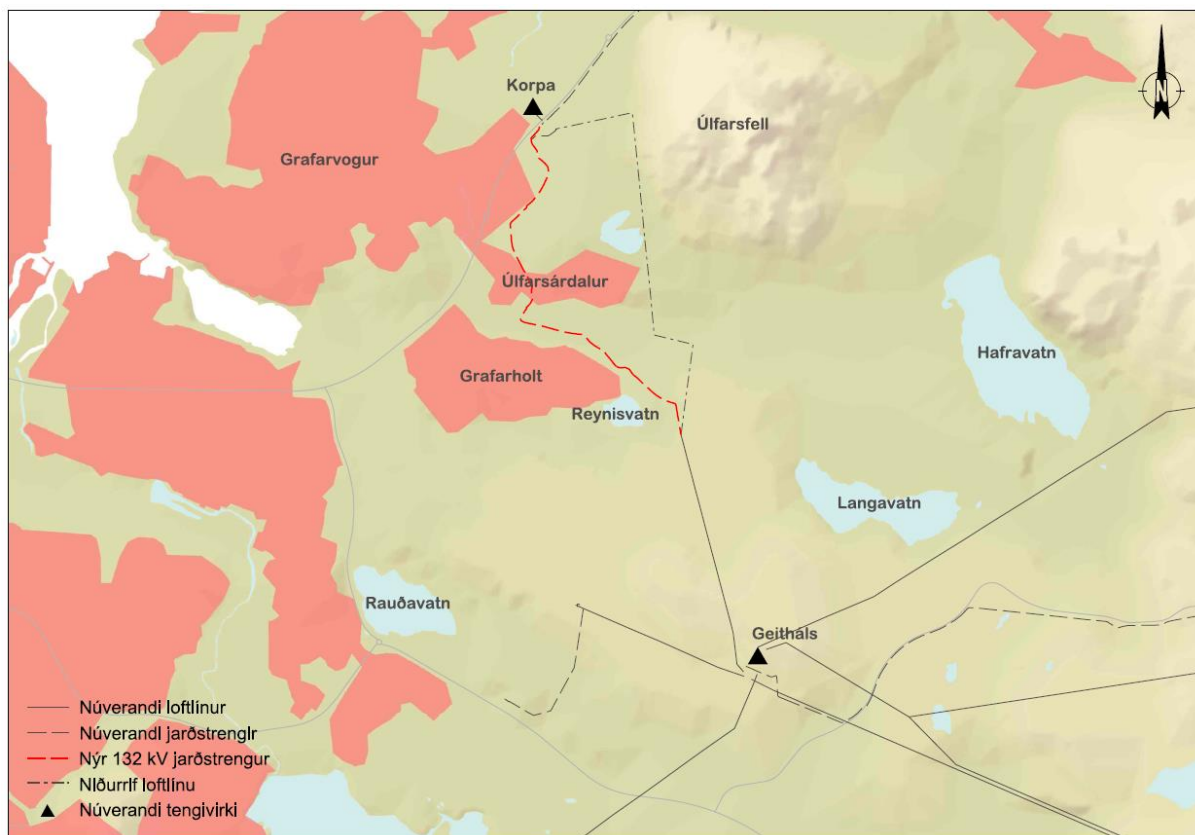 Korpa
N
Úlfarsfell
Grafarvogur
Úlfarsárdalur
Hafravatn
Grafarholt
Reynisvatn
Langavatn
Rauðavatn
Geitháls
Núverandi loftlínur
Núverandi jarðstrengir
Nýr 132 kV jarðstrengur
Niðurrif loftlínu
Núverandi tengivirki